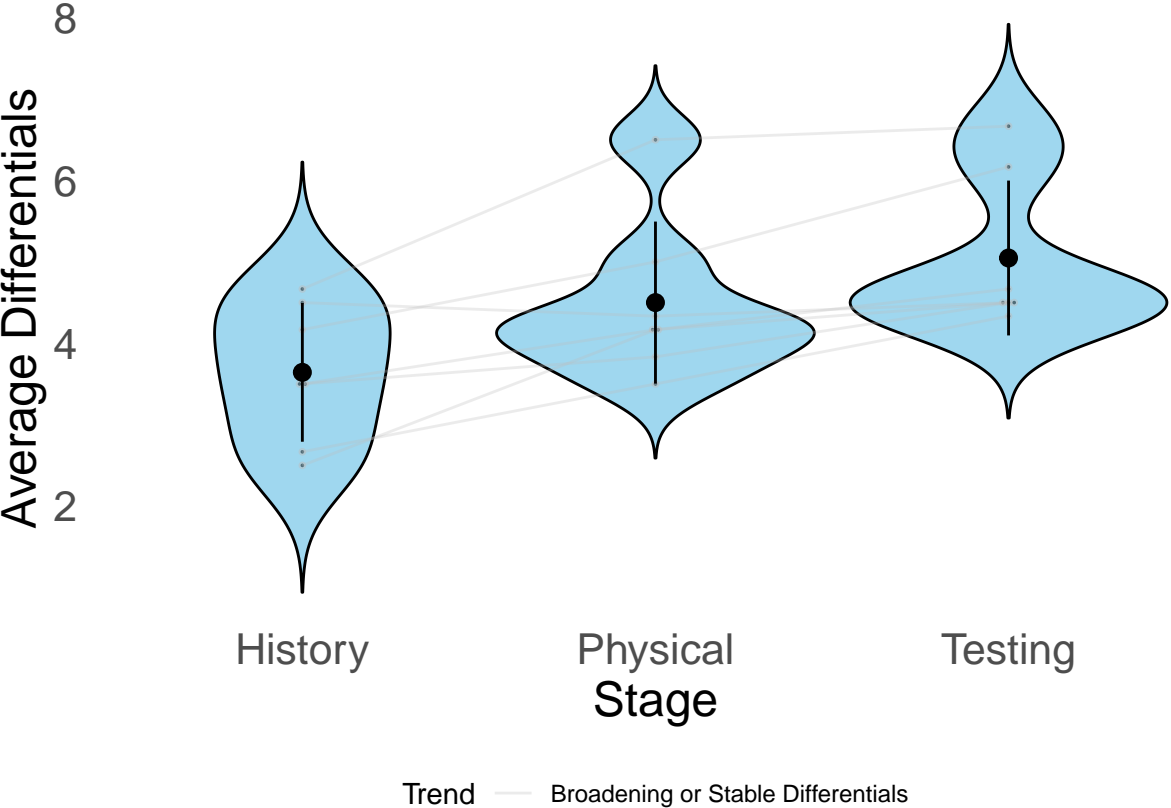 Average Differentials
8
6
4
2
History Physical Testing
Stage
Trend Broadening or Stable Differentials